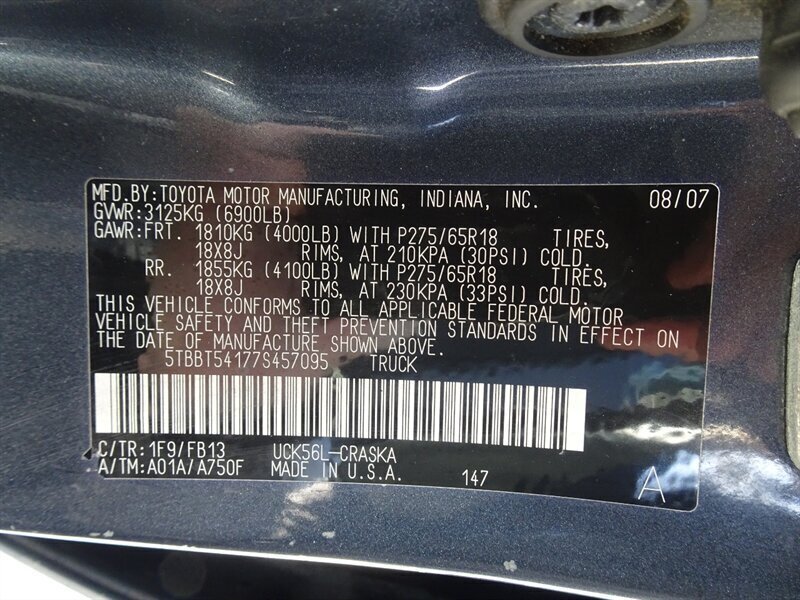 MFD.BY:TOYOTA MOTOR MANUFACTURING, INDIANA, INC. 08/07
GVWR:3125KG (6900LB)
GAWR:FRT. 1810KG (4000LB) WITH P275/65R18 TIRES,
18X8J RIMS, AT 210KPA (30PSI) COLD.
RR. 1855KG (4100LB) WITH P275/65R18 TIRES,
18X8J RIMS, AT 230KPA (33PSI) COLD.
THIS VEHICLE CONFORMS TO ALL APPLICABLE FEDERAL MOTOR
VEHICLE SAFETY AND THEFT PREVENTION STANDARDS IN EFFECT ON
THE DATE OF MANUFACTURE SHOWN ABOVE.
5TBBT54177S457095 TRUCK
C/TR:1F9/FB13 UCK56L-CRASKA
A/TM:A01A/A750F MADE IN U.S.A. 147 A